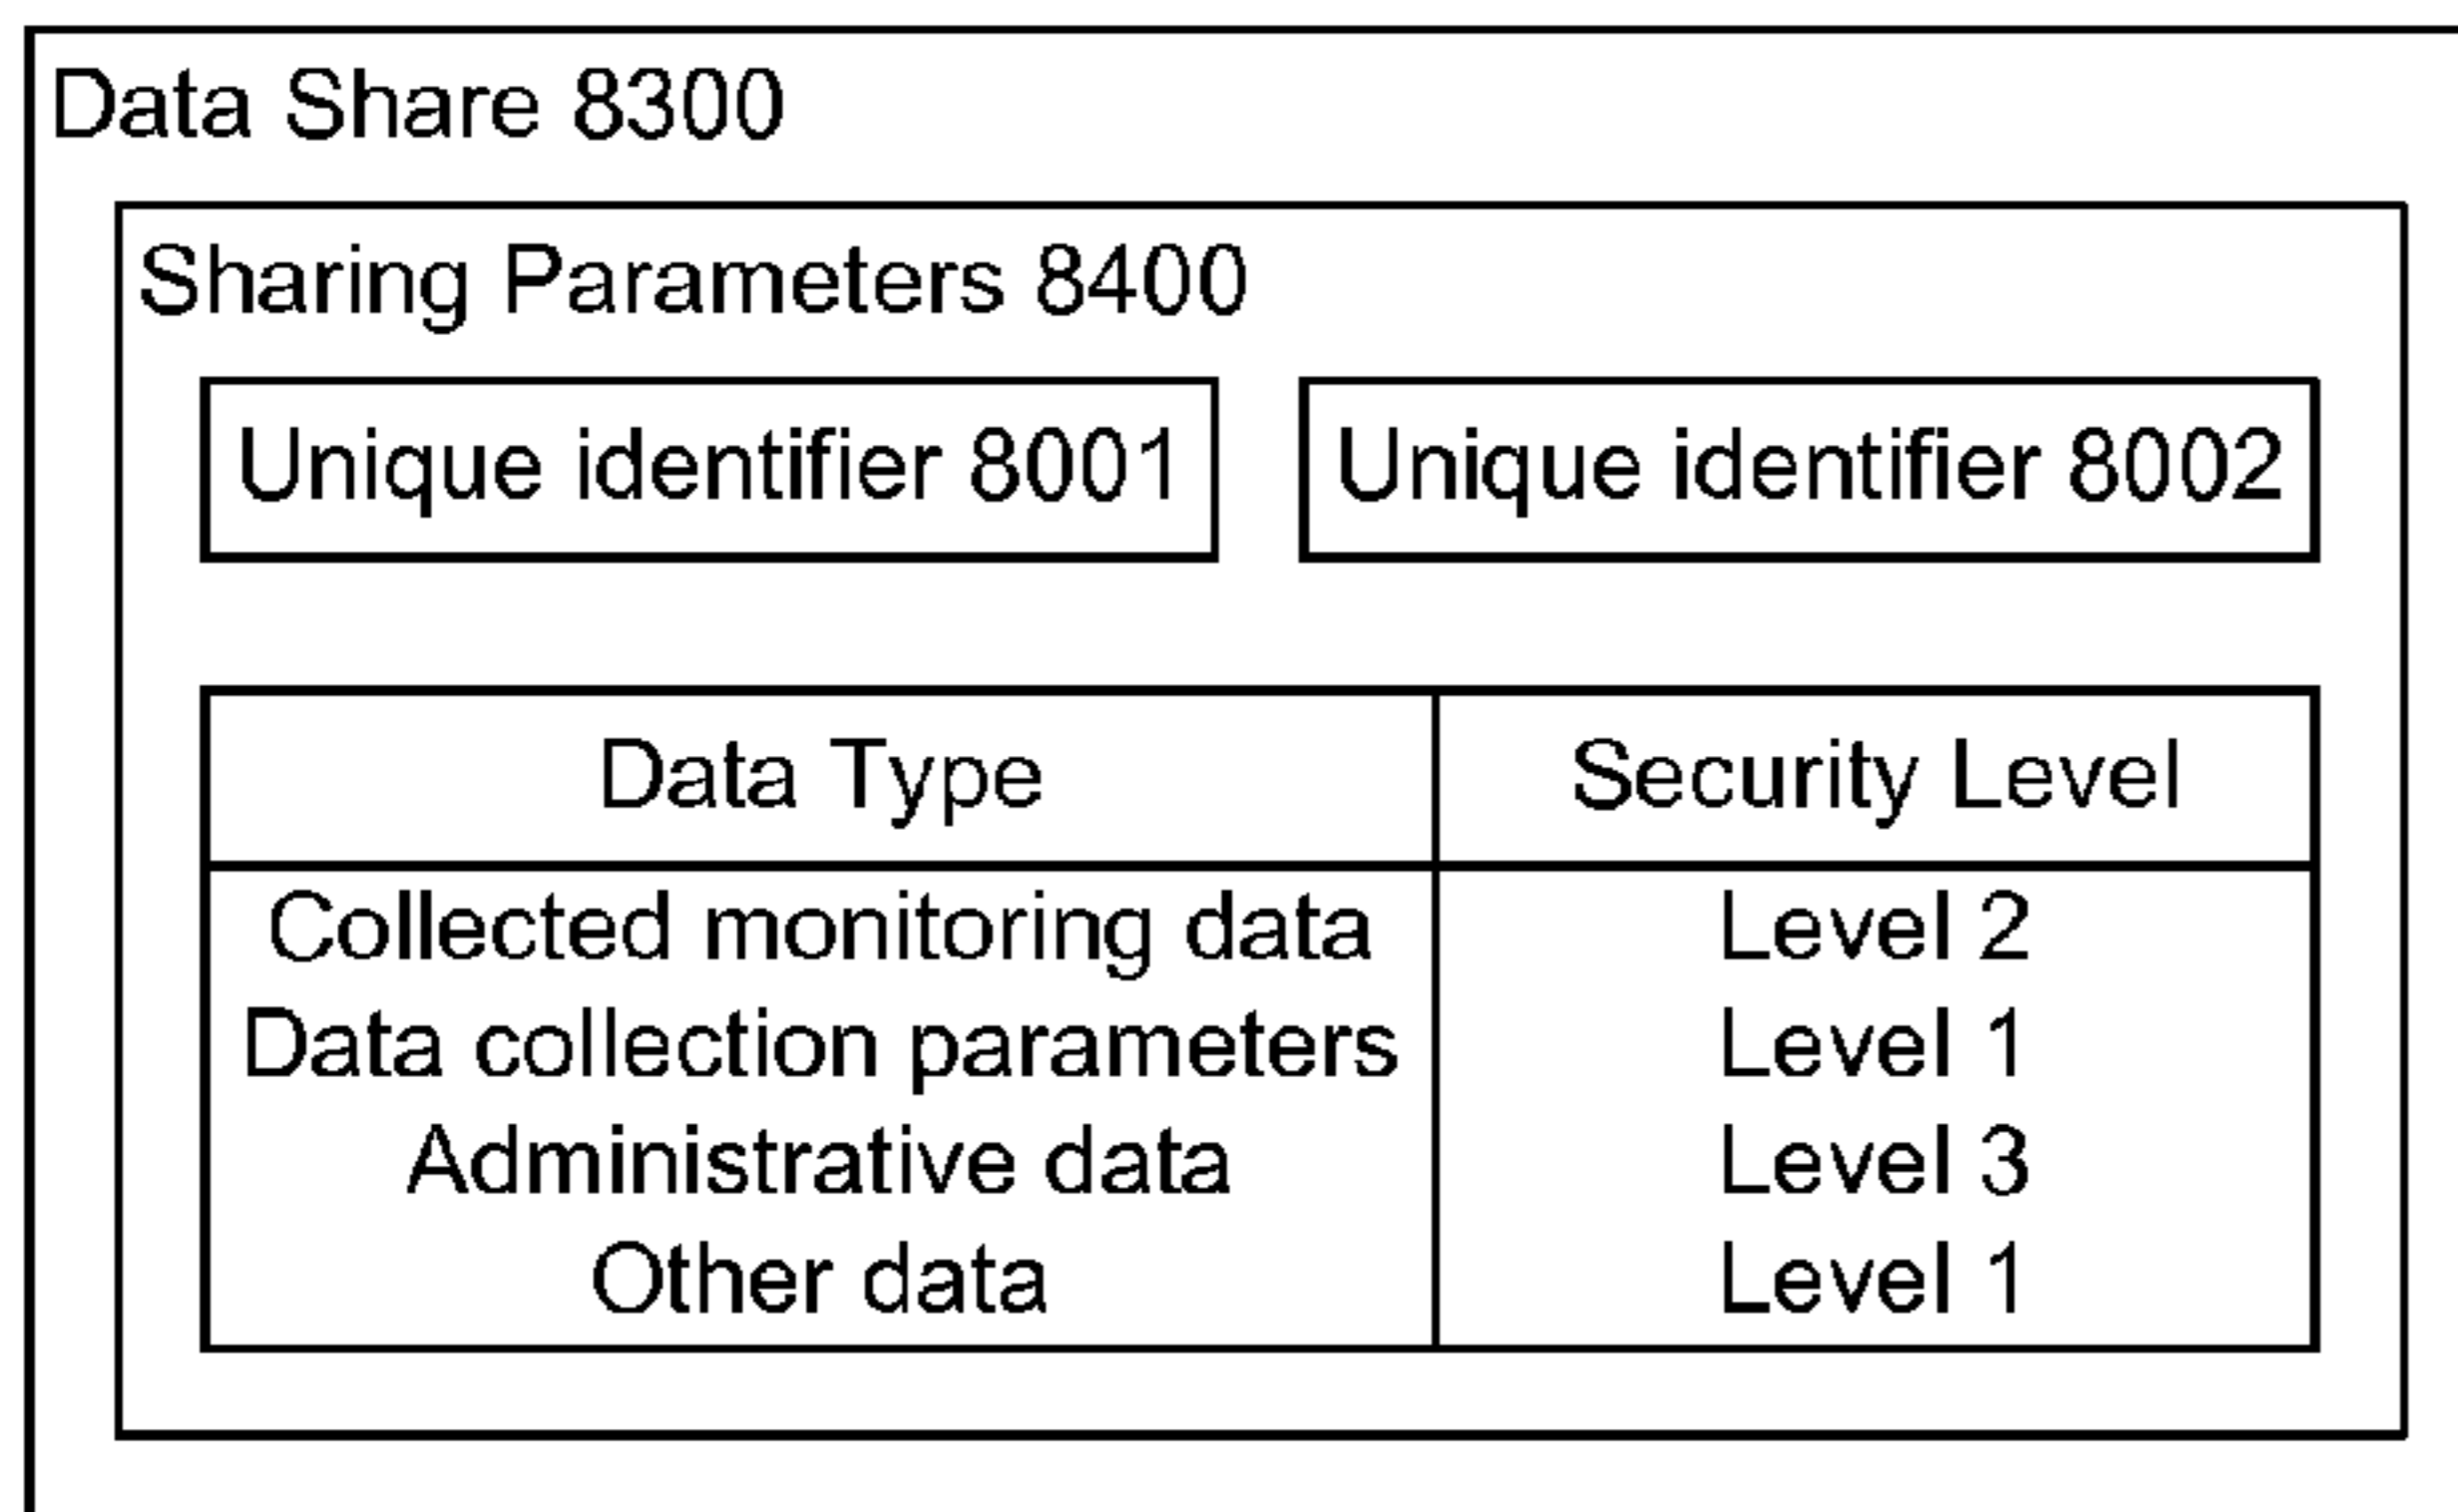 Data Share 8300
Sharing Parameters 8400
Unique identifier 8001 Unique identifier 8002
Data Type Security Level
Collected monitoring data Level 2
Data collection parameters Level 1
Administrative data Level 3
Other data Level 1